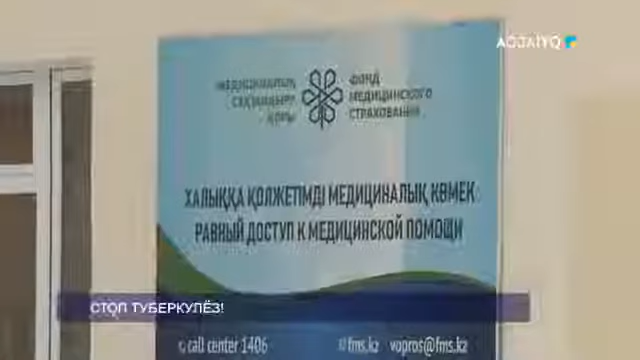 AQJAIYQ
МЕДИЦИНАЛЫҚ
САҚТАНДЫРУ
ҚОРЫ
ФОНД
МЕДИЦИНСКОГО
СТРАХОВАНИЯ
ХАЛЫҚҚА ҚОЛЖЕТІМДІ МЕДИЦИНАЛЫҚ КӨМЕК
РАВНЫЙ ДОСТУП К МЕДИЦИНСКОЙ ПОМОЩИ
СТОП ТУБЕРКУЛЁЗ!
call center 1406
fms.kz
vopros@fms.kz